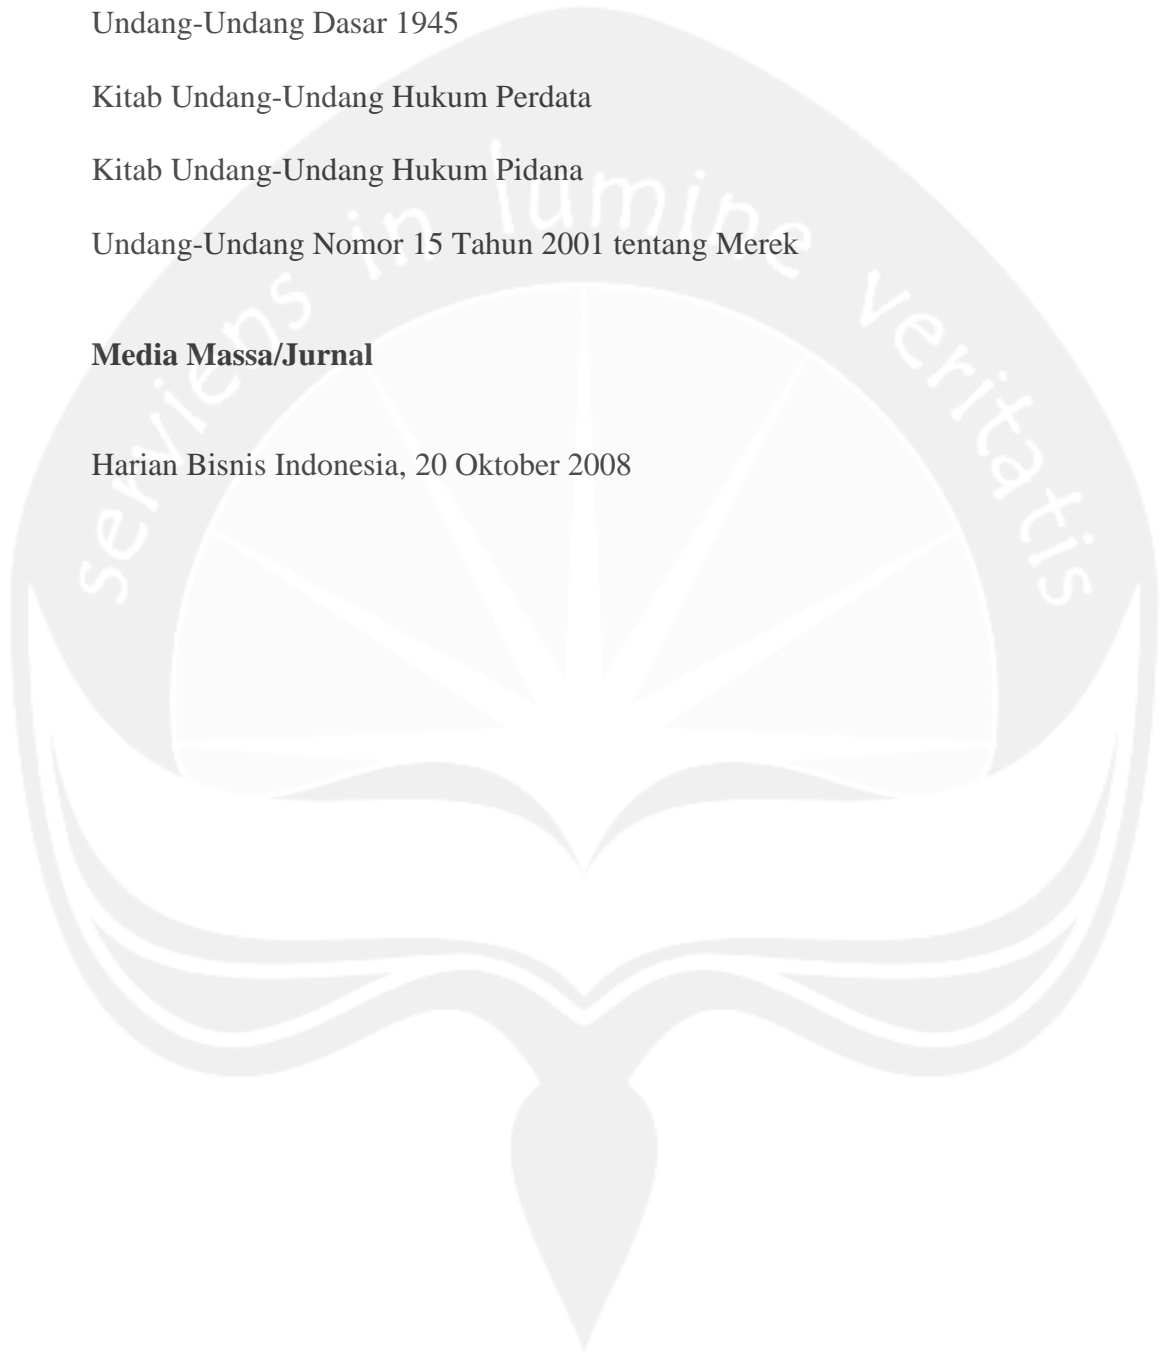 Undang-Undang Dasar 1945
Kitab Undang-Undang Hukum Perdata
Kitab Undang-Undang Hukum Pidana
Undang-Undang Nomor 15 Tahun 2001 tentang Merek
Media Massa/Jurnal
Harian Bisnis Indonesia, 20 Oktober 2008
serviens in lumine veritatis